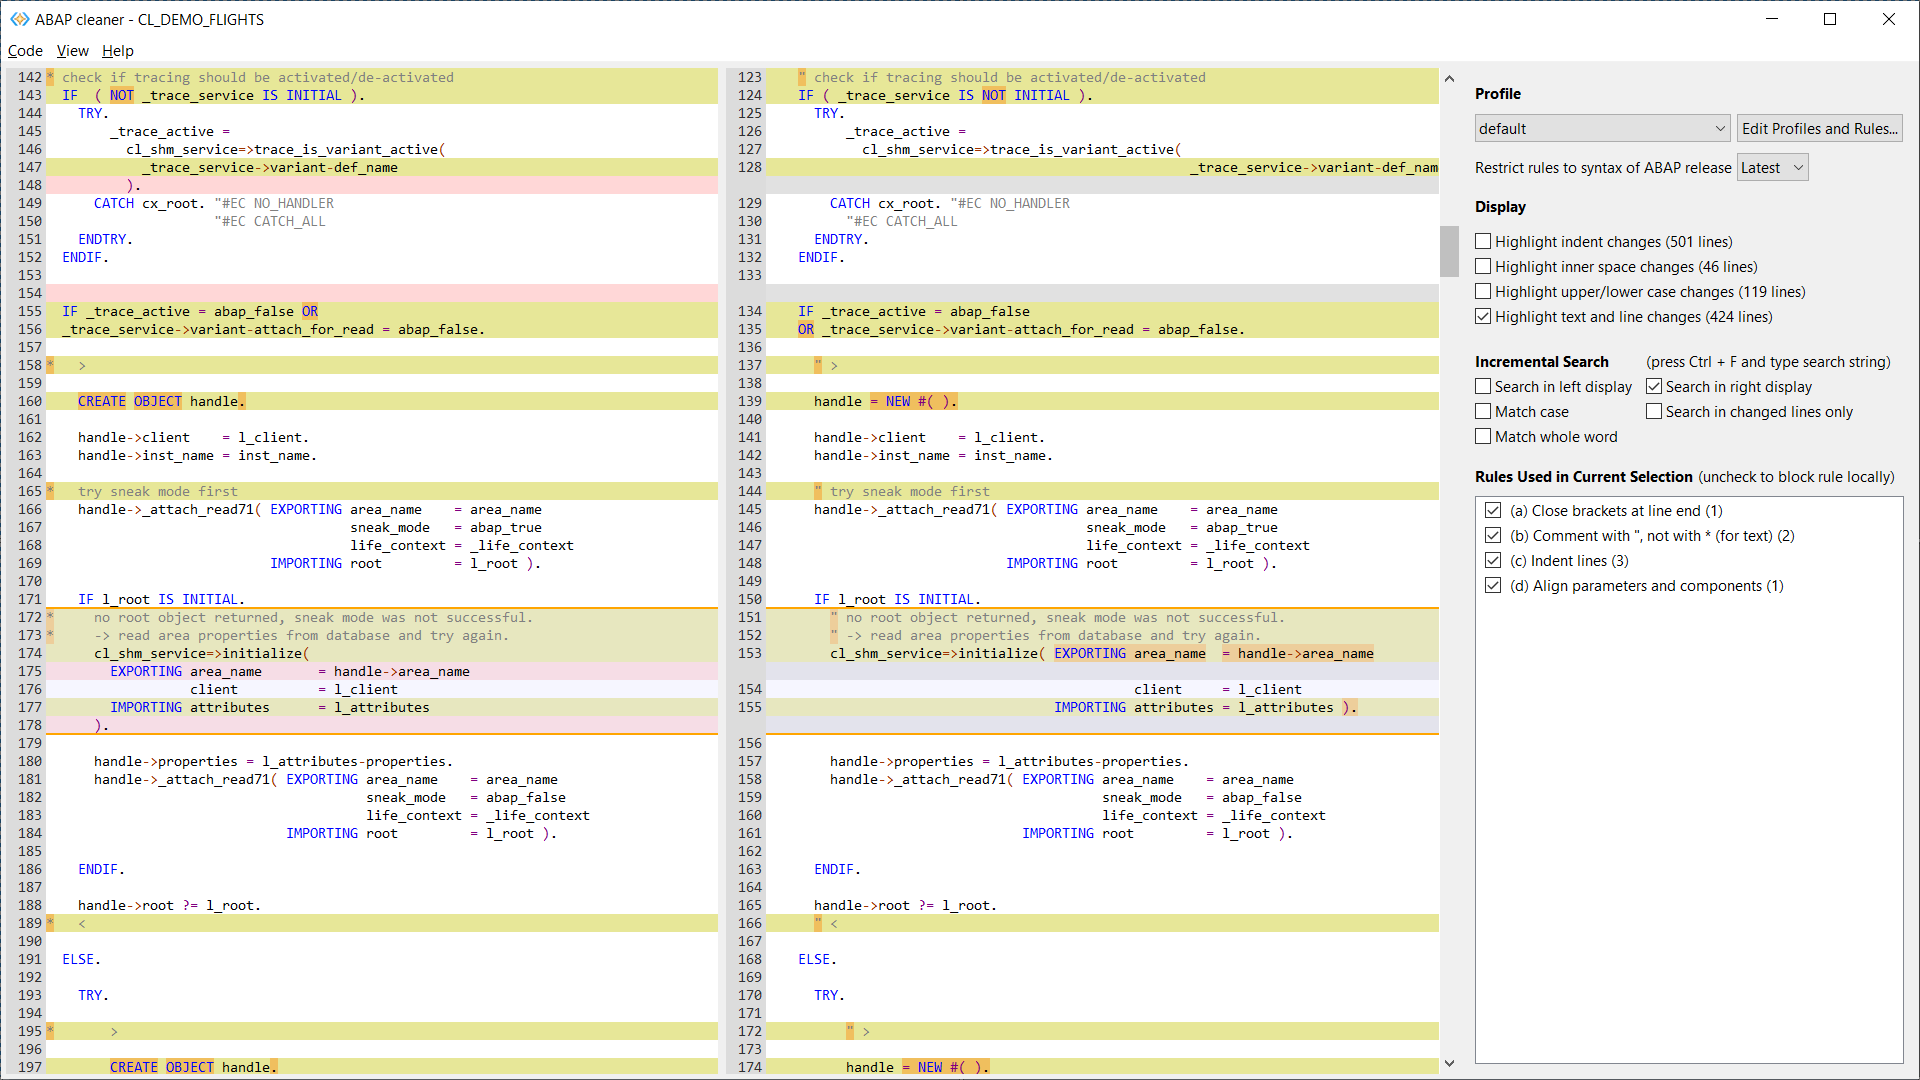 ABAP cleaner - CL_DEMO_FLIGHTS
Code View Help
142 * check if tracing should be activated/de-activated
143 IF  ( NOT _trace_service IS INITIAL ).
144 TRY.
145 _trace_active =
146 cl_shm_service=>trace_is_variant_active(
147 _trace_service->variant-def_name
148 ).
149 CATCH cx_root. "#EC NO_HANDLER
150 "#EC CATCH_ALL
151 ENDTRY.
152 ENDIF.
153
154
155 IF _trace_active = abap_false OR
156 _trace_service->variant-attach_for_read = abap_false.
157
158 * >
159
160 CREATE OBJECT handle.
161
162 handle->client    = l_client.
163 handle->inst_name = inst_name.
164
165 * try sneak mode first
166 handle->_attach_read71( EXPORTING area_name    = area_name
167 sneak_mode   = abap_true
168 life_context = _life_context
169 IMPORTING root         = l_root ).
170
171 IF l_root IS INITIAL.
172 * no root object returned, sneak mode was not successful.
173 * -> read area properties from database and try again.
174 cl_shm_service=>initialize(
175 EXPORTING area_name       = handle->area_name
176 client          = l_client
177 IMPORTING attributes      = l_attributes
178 ).
179
180 handle->properties = l_attributes-properties.
181 handle->_attach_read71( EXPORTING area_name    = area_name
182 sneak_mode   = abap_false
183 life_context = _life_context
184 IMPORTING root         = l_root ).
185
186 ENDIF.
187
188 handle->root ?= l_root.
189 * <
190
191 ELSE.
192
193 TRY.
194
195 * >
196
197 CREATE OBJECT handle.
123 " check if tracing should be activated/de-activated
124 IF ( _trace_service IS NOT INITIAL ).
125 TRY.
126 _trace_active =
127 cl_shm_service=>trace_is_variant_active(
128 _trace_service->variant-def_nam
129 CATCH cx_root. "#EC NO_HANDLER
130 "#EC CATCH_ALL
131 ENDTRY.
132 ENDIF.
133
134 IF _trace_active = abap_false
135 OR _trace_service->variant-attach_for_read = abap_false.
136
137 " >
138
139 handle = NEW #( ).
140
141 handle->client    = l_client.
142 handle->inst_name = inst_name.
143
144 " try sneak mode first
145 handle->_attach_read71( EXPORTING area_name    = area_name
146 sneak_mode   = abap_true
147 life_context = _life_context
148 IMPORTING root         = l_root ).
149
150 IF l_root IS INITIAL.
151 " no root object returned, sneak mode was not successful.
152 " -> read area properties from database and try again.
153 cl_shm_service=>initialize( EXPORTING area_name  = handle->area_name
154 client     = l_client
155 IMPORTING attributes = l_attributes ).
156
157 handle->properties = l_attributes-properties.
158 handle->_attach_read71( EXPORTING area_name    = area_name
159 sneak_mode   = abap_false
160 life_context = _life_context
161 IMPORTING root         = l_root ).
162
163 ENDIF.
164
165 handle->root ?= l_root.
166 " <
167
168 ELSE.
169
170 TRY.
171
172 " >
173
174 handle = NEW #( ).
Profile
default Edit Profiles and Rules...
Restrict rules to syntax of ABAP release Latest
Display
Highlight indent changes (501 lines)
Highlight inner space changes (46 lines)
Highlight upper/lower case changes (119 lines)
Highlight text and line changes (424 lines)
Incremental Search (press Ctrl + F and type search string)
Search in left display Search in right display
Match case Search in changed lines only
Match whole word
Rules Used in Current Selection (uncheck to block rule locally)
(a) Close brackets at line end (1)
(b) Comment with ", not with * (for text) (2)
(c) Indent lines (3)
(d) Align parameters and components (1)